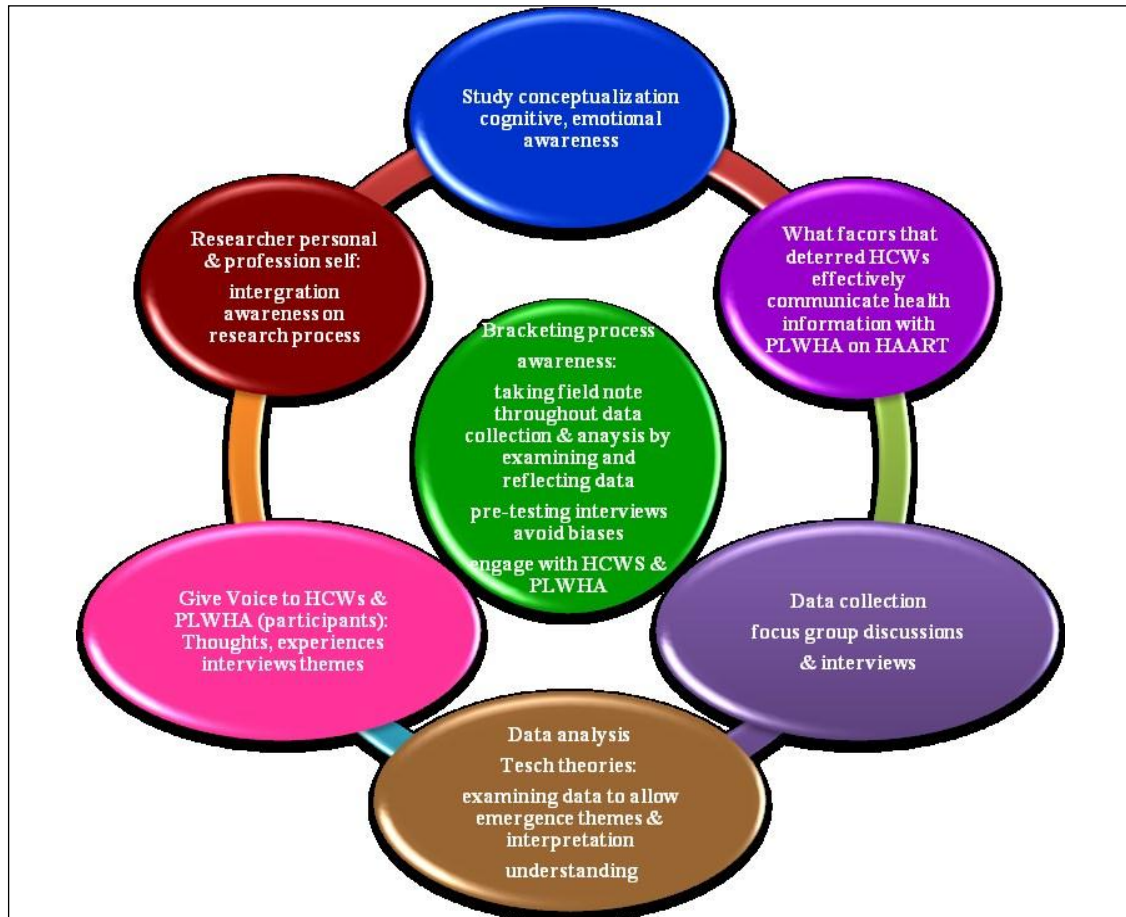 Study conceptualization
cognitive, emotional
awareness
Researcher personal
& profession self:
intergration
awareness on
research process
What facors that
deterred HCWs
effectively
communicate health
information with
PLWHA on HAART
Bracketing process
awareness:
taking field note
throughout data
collection & anaysis by
examining and
reflecting data
pre-testing interviews
avoid biases
engage with HCWS &
PLWHA
Give Voice to HCWs &
PLWHA (participants):
Thoughts, experiences
interviews themes
Data collection
focus group discussions
& interviews
Data analysis
Tesch theories:
examining data to allow
emergence themes &
interpretation
understanding